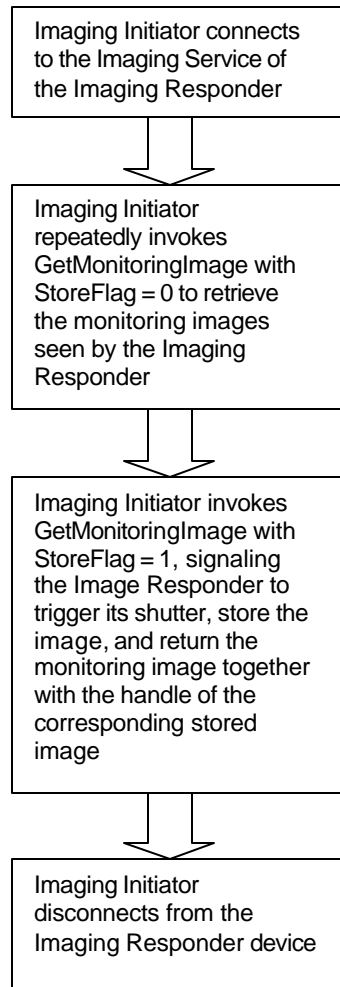 Imaging Initiator connects
to the Imaging Service of
the Imaging Responder
Imaging Initiator
repeatedly invokes
GetMonitoringImage with
StoreFlag = 0 to retrieve
the monitoring images
seen by the Imaging
Responder
Imaging Initiator invokes
GetMonitoringImage with
StoreFlag = 1, signaling
the Image Responder to
trigger its shutter, store the
image, and return the
monitoring image together
with the handle of the
corresponding stored
image
Imaging Initiator
disconnects from the
Imaging Responder device